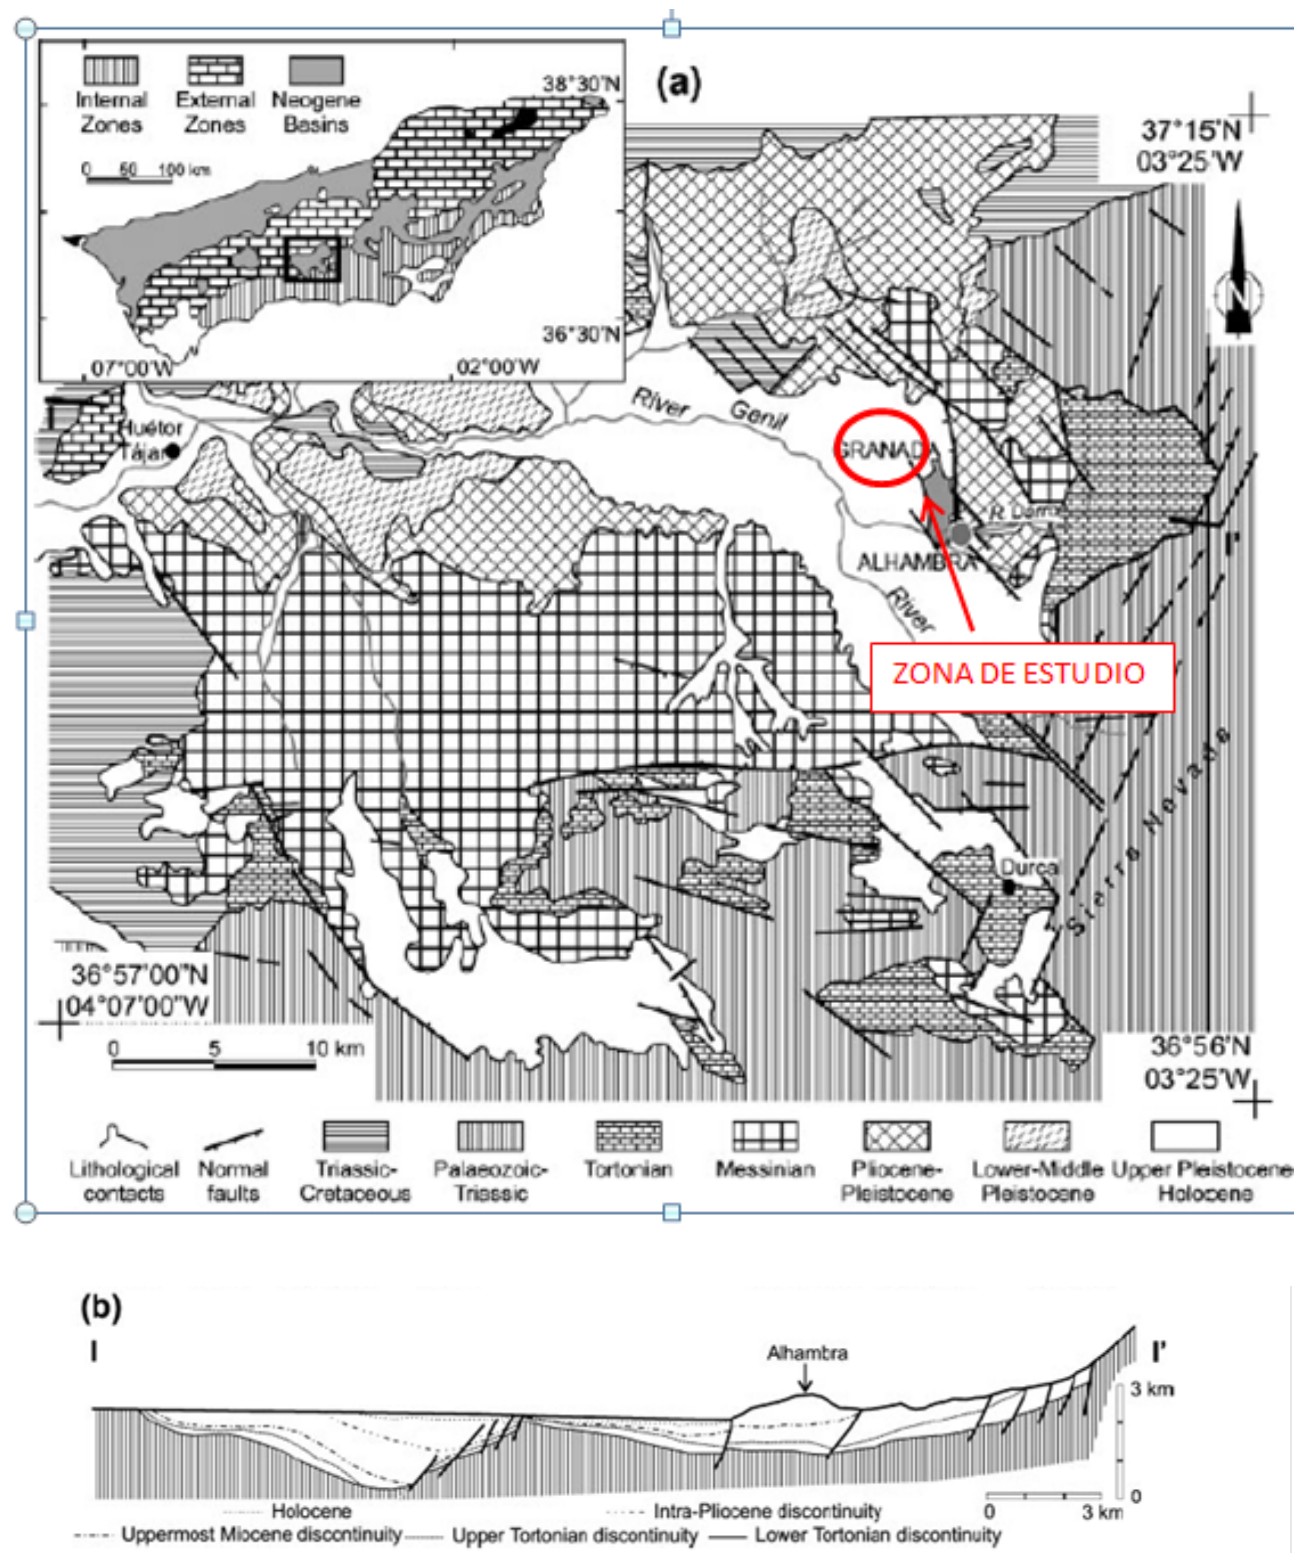 (a)
Internal Zones
External Zones
Neogene Basins
38°30'N
0 50 100 km
36°30'N
07°00'W
02°00'W
37°15'N
03°25'W
N
Huétor
Tájar
River Genil
GRANADA
R. Darro
I'
ALHAMBRA
River
ZONA DE ESTUDIO
Sierra Nevada
Durcal
36°57'00"N
04°07'00"W
0 5 10 km
36°56'N
03°25'W
Lithological contacts
Normal faults
Triassic-Cretaceous
Palaeozoic-Triassic
Tortonian
Messinian
Pliocene-Pleistocene
Lower-Middle Pleistocene
Upper Pleistocene-Holocene
(b)
I
Alhambra
I'
3 km
0
0 3 km
Holocene
Intra-Pliocene discontinuity
Uppermost Miocene discontinuity
Upper Tortonian discontinuity
Lower Tortonian discontinuity